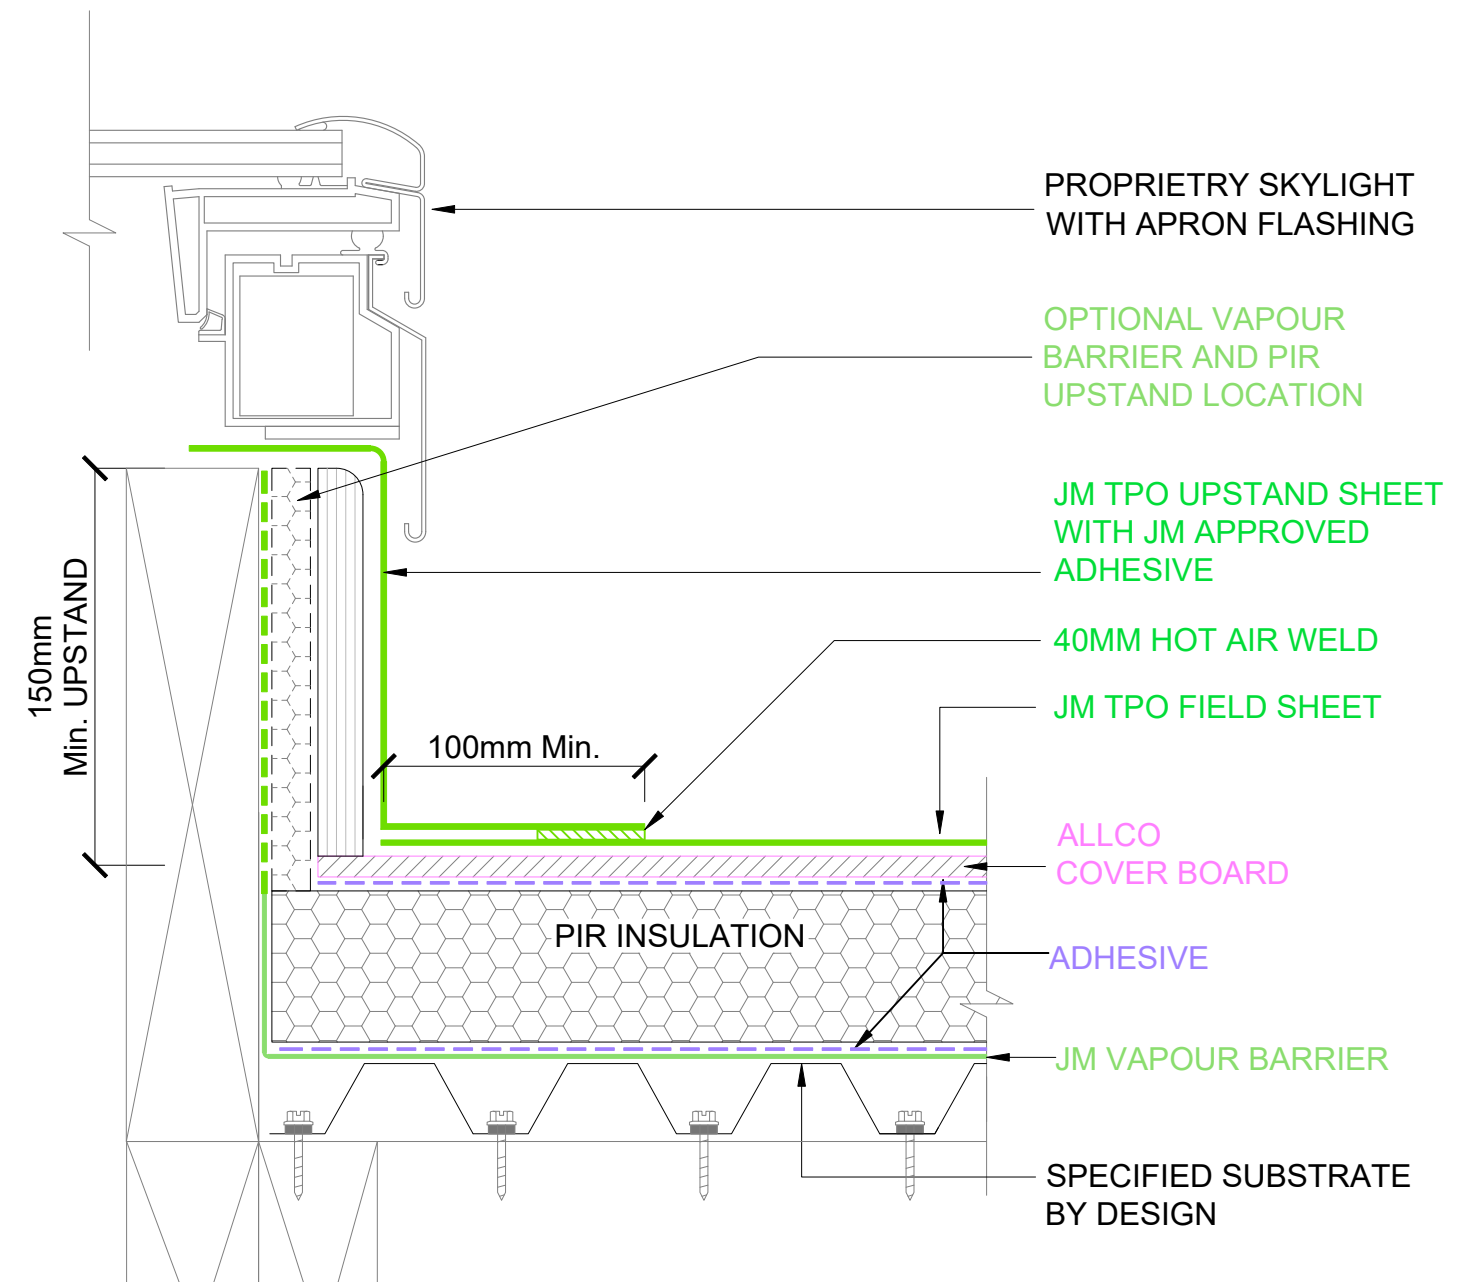 PROPRIETRY SKYLIGHT
WITH APRON FLASHING
OPTIONAL VAPOUR
BARRIER AND PIR
UPSTAND LOCATION
JM TPO UPSTAND SHEET
WITH JM APPROVED
ADHESIVE
150mm
Min. UPSTAND
40MM HOT AIR WELD
JM TPO FIELD SHEET
100mm Min.
ALLCO
COVER BOARD
PIR INSULATION
ADHESIVE
JM VAPOUR BARRIER
SPECIFIED SUBSTRATE
BY DESIGN